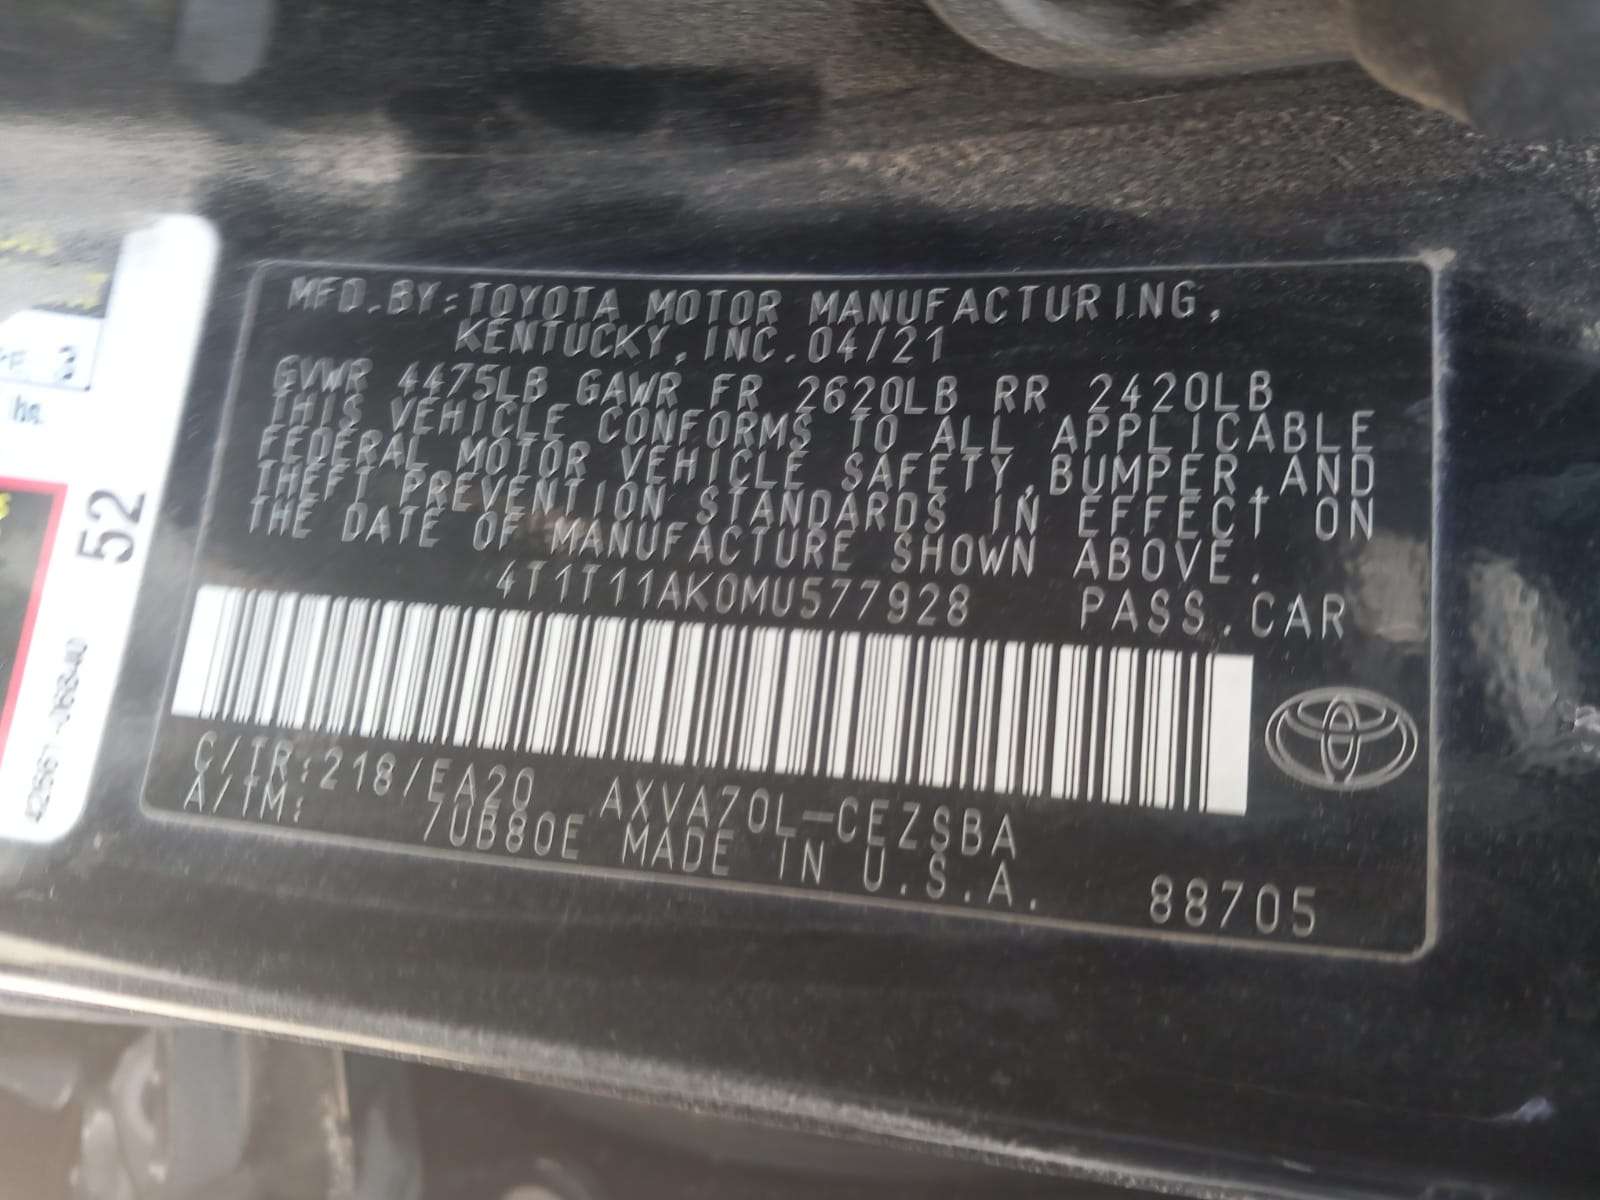 MFD.BY:TOYOTA MOTOR MANUFACTURING,
KENTUCKY, INC. 04/21
GVWR 4475LB GAWR FR 2620LB RR 2420LB
THIS VEHICLE CONFORMS TO ALL APPLICABLE
FEDERAL MOTOR VEHICLE SAFETY,BUMPER,AND
THEFT PREVENTION STANDARDS IN EFFECT ON
THE DATE OF MANUFACTURE SHOWN ABOVE.
4T1T11AK0MU577928 PASS.CAR
C/TR:218/EA20 AXVA70L-CEZSBA
A/TM: /UB80E MADE IN U.S.A.
88705
52